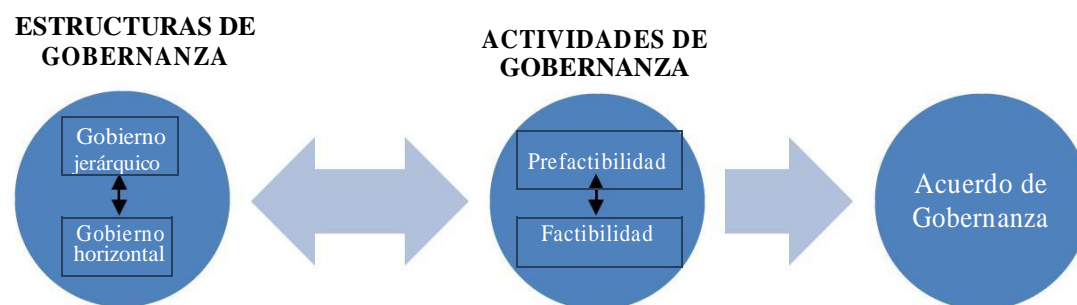 ESTRUCTURAS DE
GOBERNANZA
Gobierno
jerárquico
Gobierno
horizontal
ACTIVIDADES DE
GOBERNANZA
Prefactibilidad
Factibilidad
Acuerdo de
Gobernanza